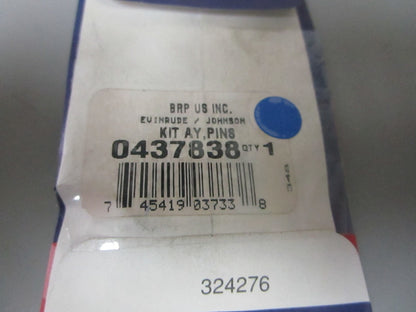 BRP US INC.
EVINRUDE / JOHNSON
KIT AY,PINS
0437838 QTY 1
7 45419 03733 8
324276